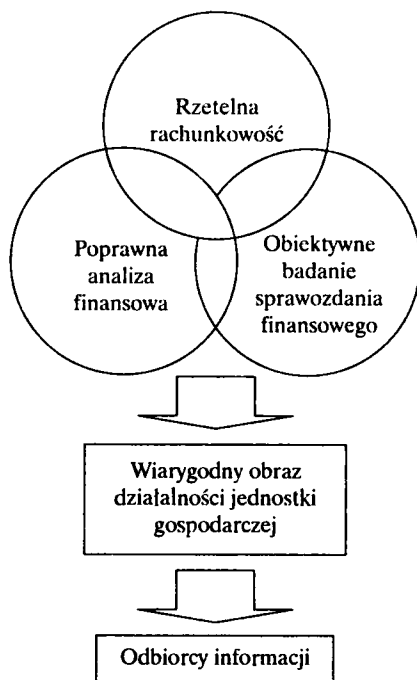 Rzetelna
rachunkowość
Poprawna
analiza
finansowa
Obiektywne
badanie
sprawozdania
finansowego
Wiarygodny obraz
działalności jednostki
gospodarczej
Odbiorcy informacji